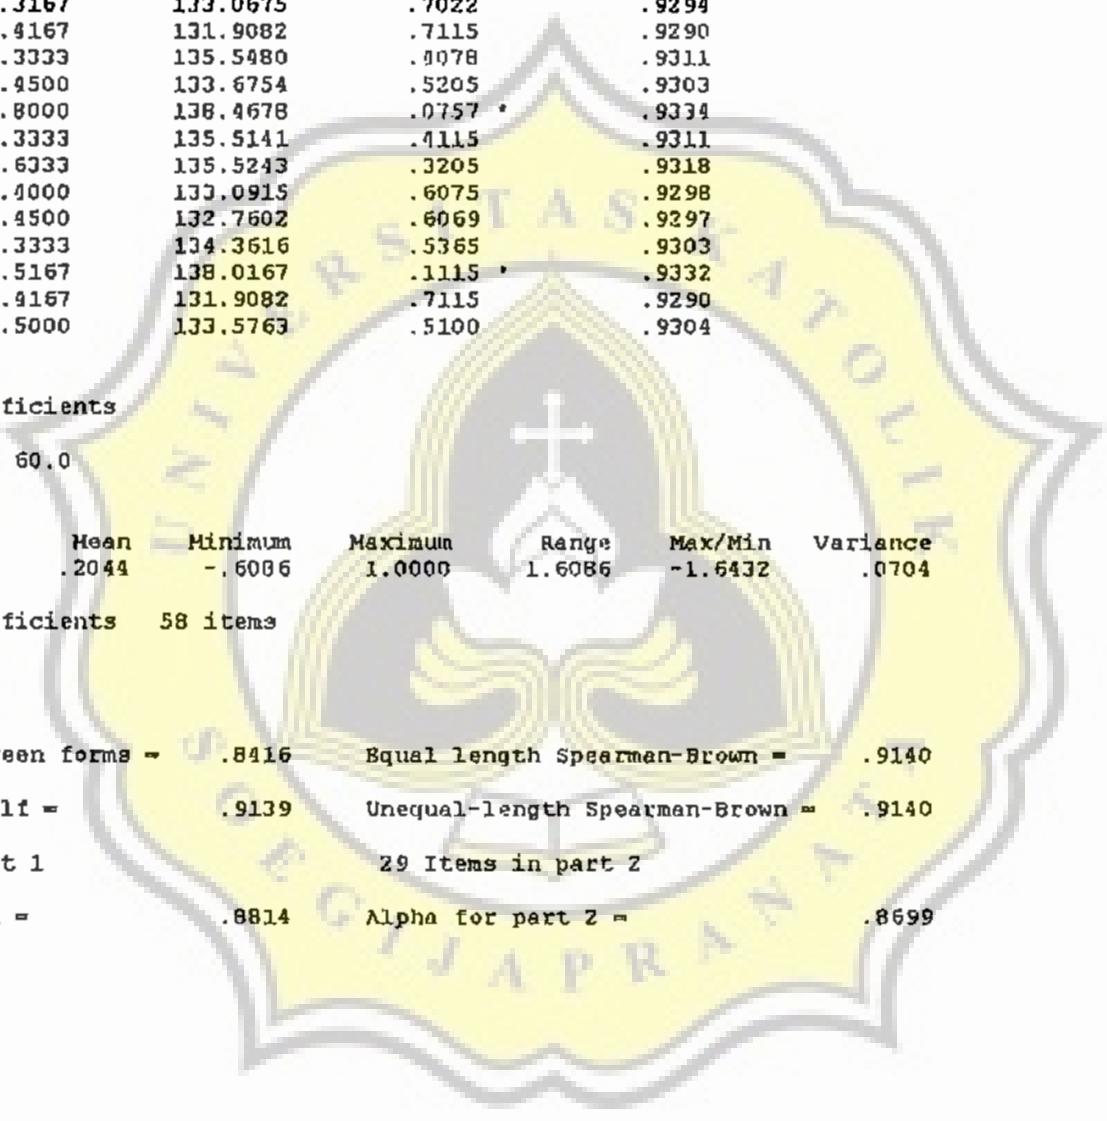 .3167 133.0675 .7022 .9294
.4167 131.9082 .7115 .9290
.3333 135.5480 .4078 .9311
.4500 133.6754 .5205 .9303
.8000 138.4678 .0757 * .9334
.3333 135.5141 .4115 .9311
.6333 135.5243 .3205 .9318
.4000 133.0915 .6075 .9298
.4500 132.7602 .6069 .9297
.3333 134.3616 .5365 .9303
.5167 138.0167 .1115 * .9332
.4167 131.9082 .7115 .9290
.5000 133.5763 .5100 .9304
ficients
60.0
Mean Minimum Maximum Range Max/Min Variance
.2044 -.6086 1.0000 1.6086 -1.6432 .0704
ficients 58 items
een forms = .8416 Equal length Spearman-Brown = .9140
lf = .9139 Unequal-length Spearman-Brown = .9140
t 1 29 Items in part 2
= .8814 Alpha for part 2 = .8699
UNIVERSITAS KATOLIK
SOEGIJAPRANATA